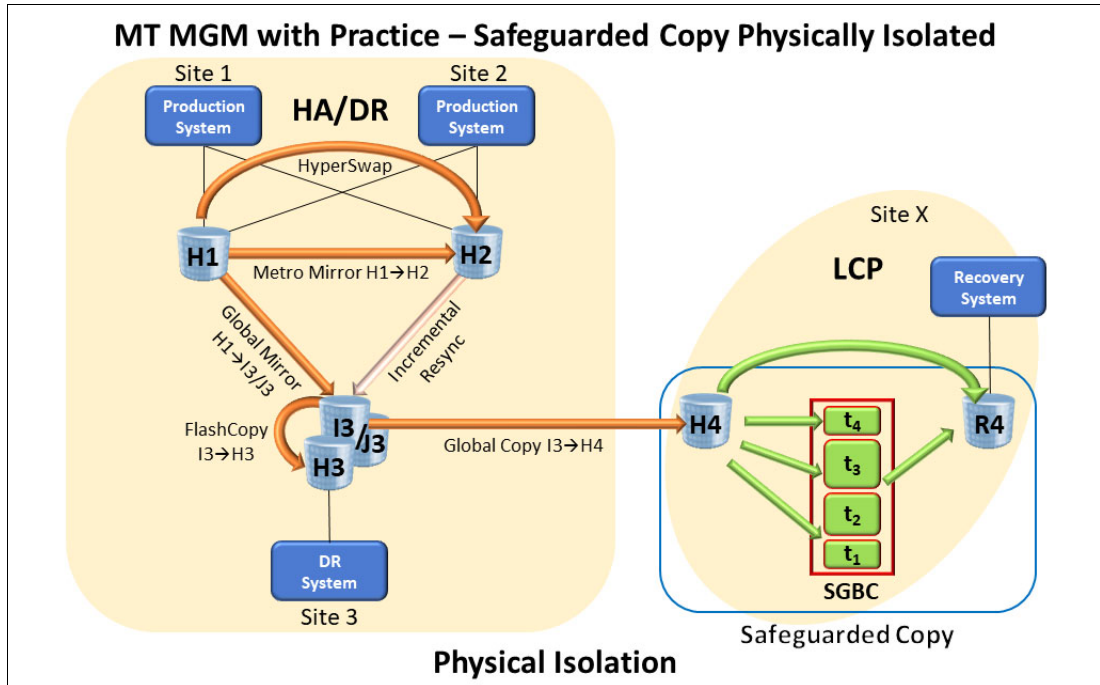 MT MGM with Practice – Safeguarded Copy Physically Isolated
Site 1
Site 2
Production
System
HA/DR
Production
System
HyperSwap
H1
H2
Metro Mirror H1→H2
Global Mirror
H1→I3/J3
Incremental
Resync
FlashCopy
I3→H3
I3
/J3
H3
Global Copy I3→H4
DR
System
Site 3
Site X
LCP
Recovery
System
H4
t4
t3
t2
t1
R4
SGBC
Safeguarded Copy
Physical Isolation